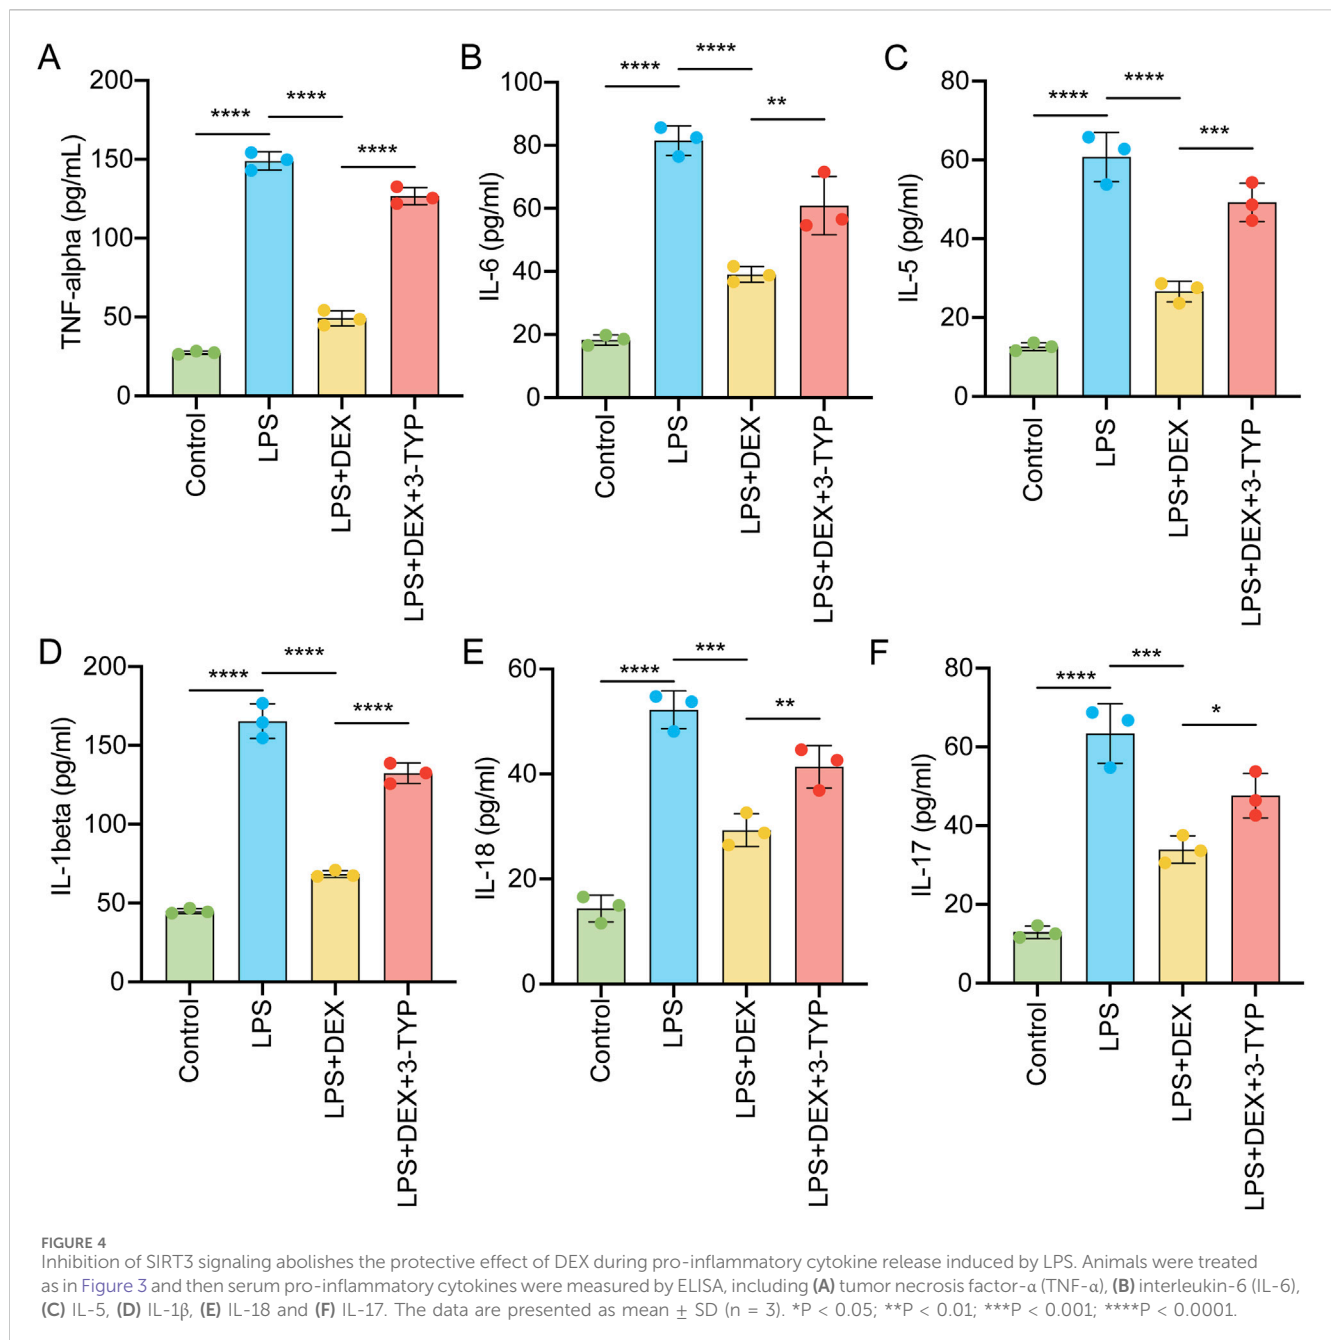 A
TNF-alpha (pg/mL)
200
150
100
50
0
****
****
****
Control
LPS
LPS+DEX
LPS+DEX+3-TYP
B
IL-6 (pg/ml)
100
80
60
40
20
0
****
****
**
Control
LPS
LPS+DEX
LPS+DEX+3-TYP
C
IL-5 (pg/ml)
80
60
40
20
0
****
****
***
Control
LPS
LPS+DEX
LPS+DEX+3-TYP
D
IL-1beta (pg/ml)
200
150
100
50
0
****
****
****
Control
LPS
LPS+DEX
LPS+DEX+3-TYP
E
IL-18 (pg/ml)
60
40
20
0
****
***
**
Control
LPS
LPS+DEX
LPS+DEX+3-TYP
F
IL-17 (pg/ml)
80
60
40
20
0
****
***
*
Control
LPS
LPS+DEX
LPS+DEX+3-TYP
FIGURE 4
Inhibition of SIRT3 signaling abolishes the protective effect of DEX during pro-inflammatory cytokine release induced by LPS. Animals were treated
as in Figure 3 and then serum pro-inflammatory cytokines were measured by ELISA, including (A) tumor necrosis factor-α (TNF-α), (B) interleukin-6 (IL-6),
(C) IL-5, (D) IL-1β, (E) IL-18 and (F) IL-17. The data are presented as mean ± SD (n = 3). *P < 0.05; **P < 0.01; ***P < 0.001; ****P < 0.0001.